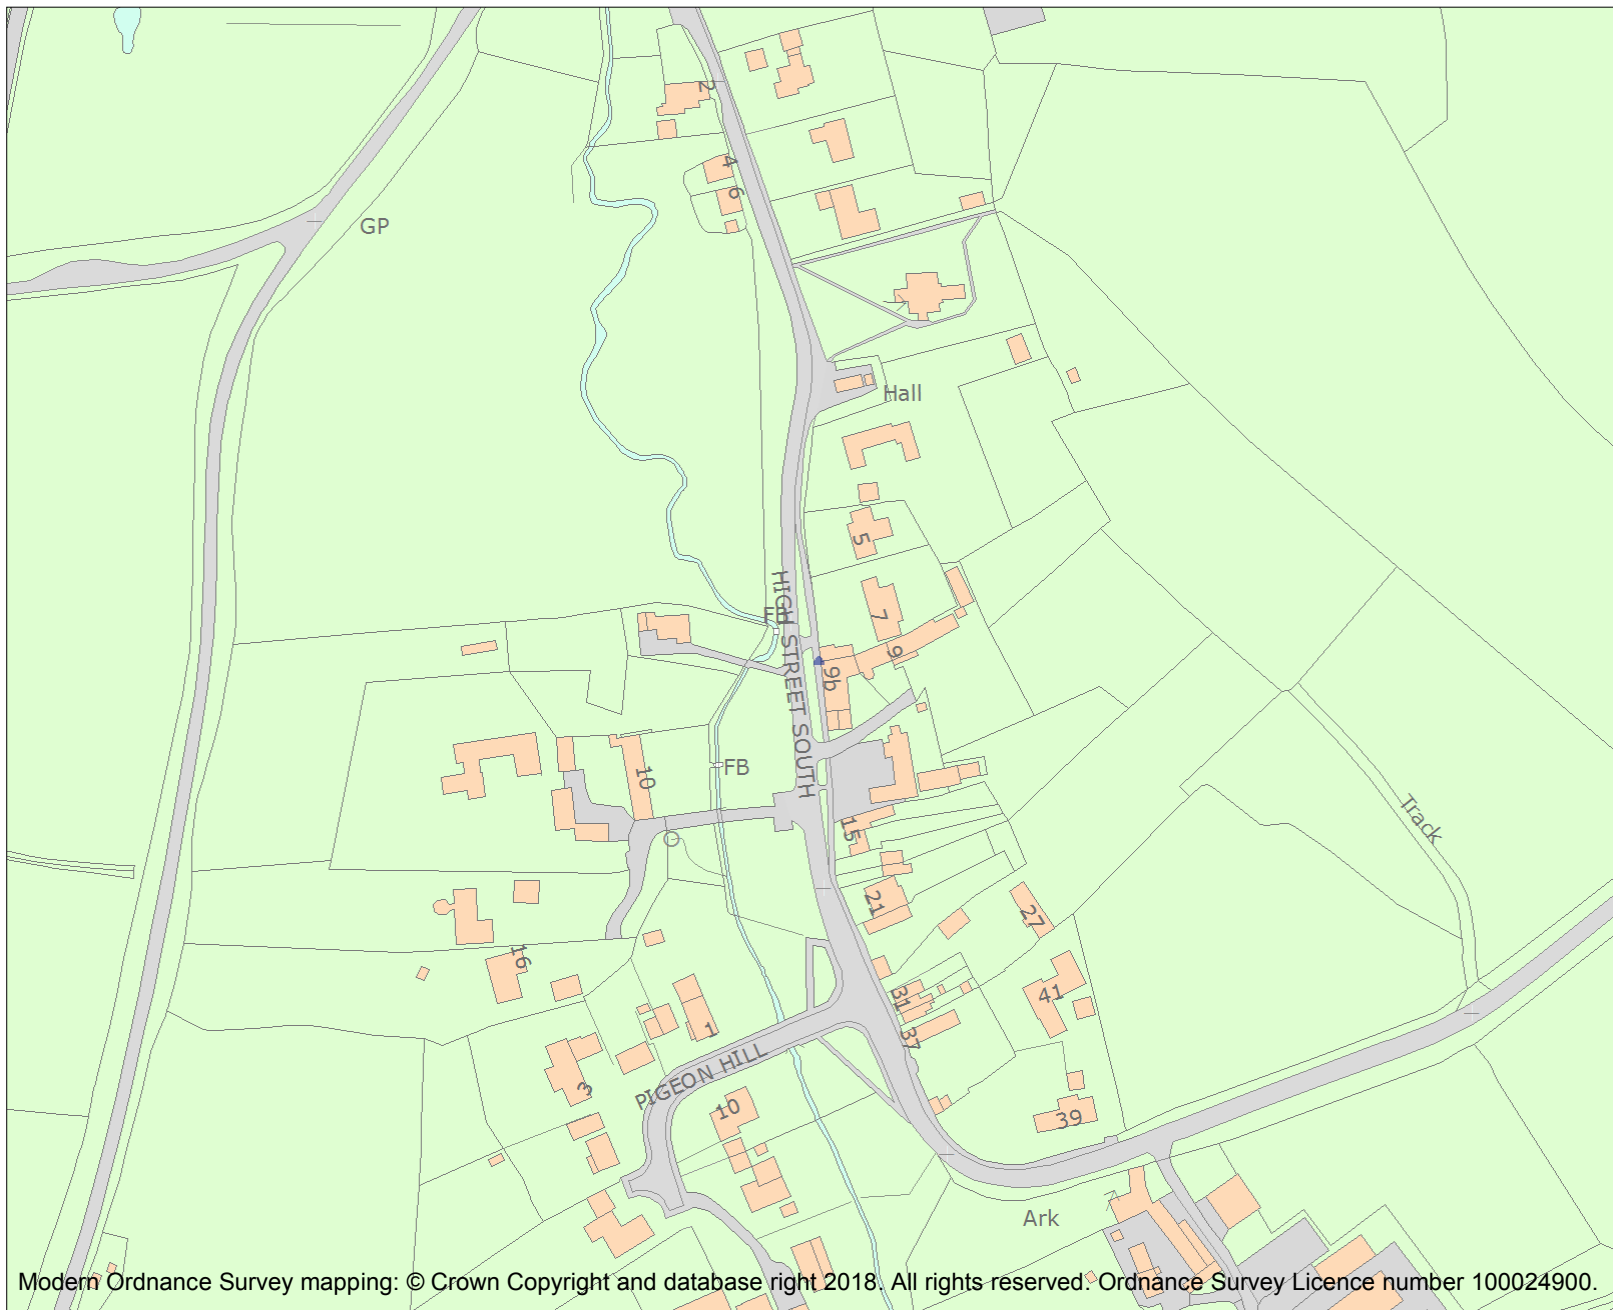 2
4
6
GP
Hall
5
HIGH STREET SOUTH
FB
7
9
9b
10
FB
15
Track
21
27
16
31
41
37
1
PIGEON HILL
3
10
39
Ark
Modern Ordnance Survey mapping: © Crown Copyright and database right 2018. All rights reserved. Ordnance Survey Licence number 100024900.